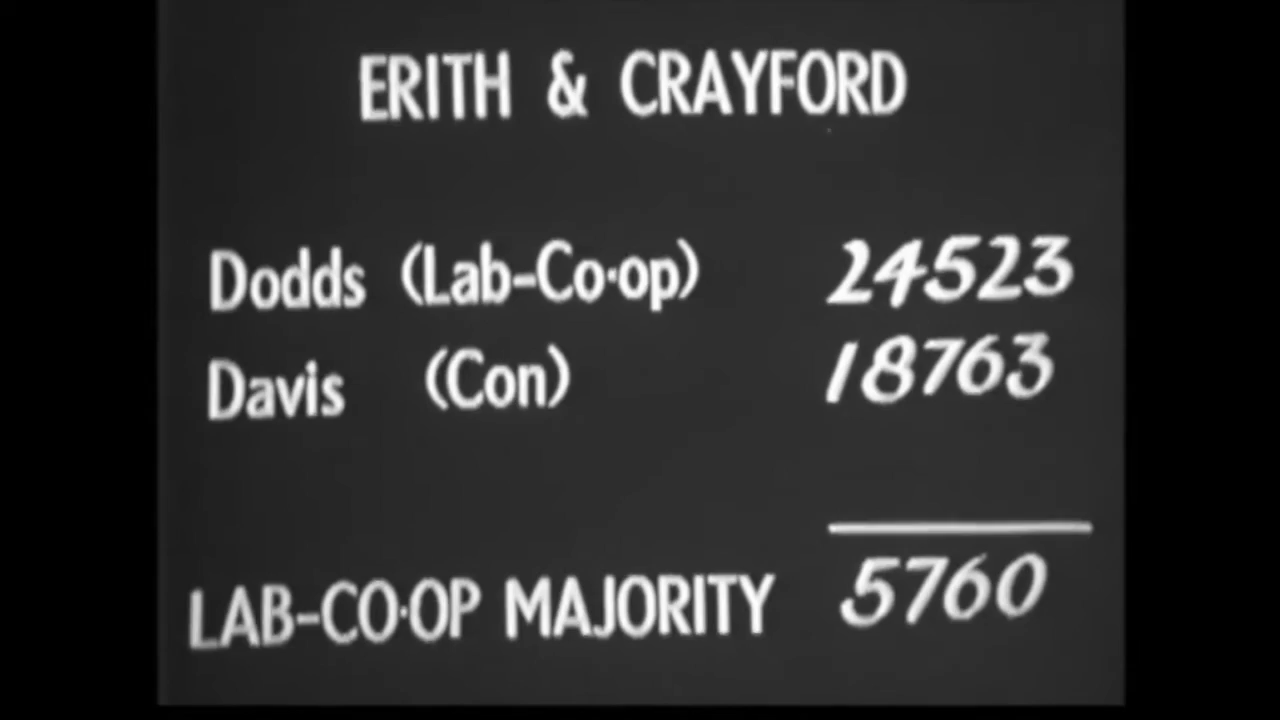 ERITH & CRAYFORD
Dodds (Lab-Co·op) 24523
Davis (Con) 18763
LAB-CO·OP MAJORITY 5760